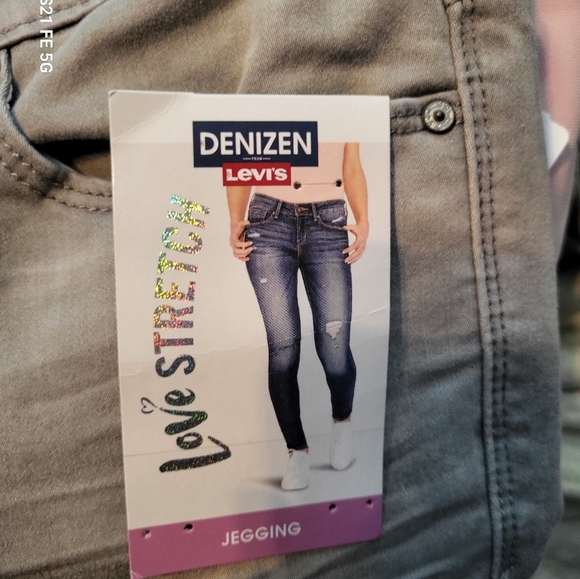 S21 FE 5G
DENIZEN
FROM
LEVI'S
Love STRETCH
JEGGING